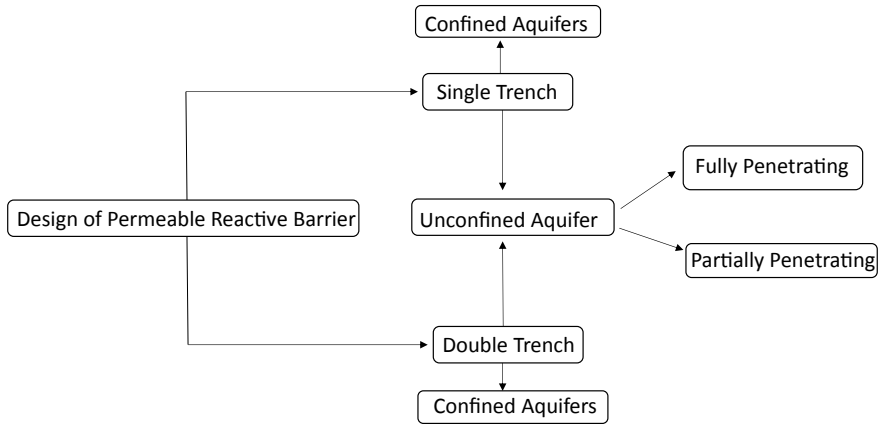 Confined Aquifers
Single Trench
Fully Penetrating
Design of Permeable Reactive Barrier
Unconfined Aquifer
Partially Penetrating
Double Trench
Confined Aquifers